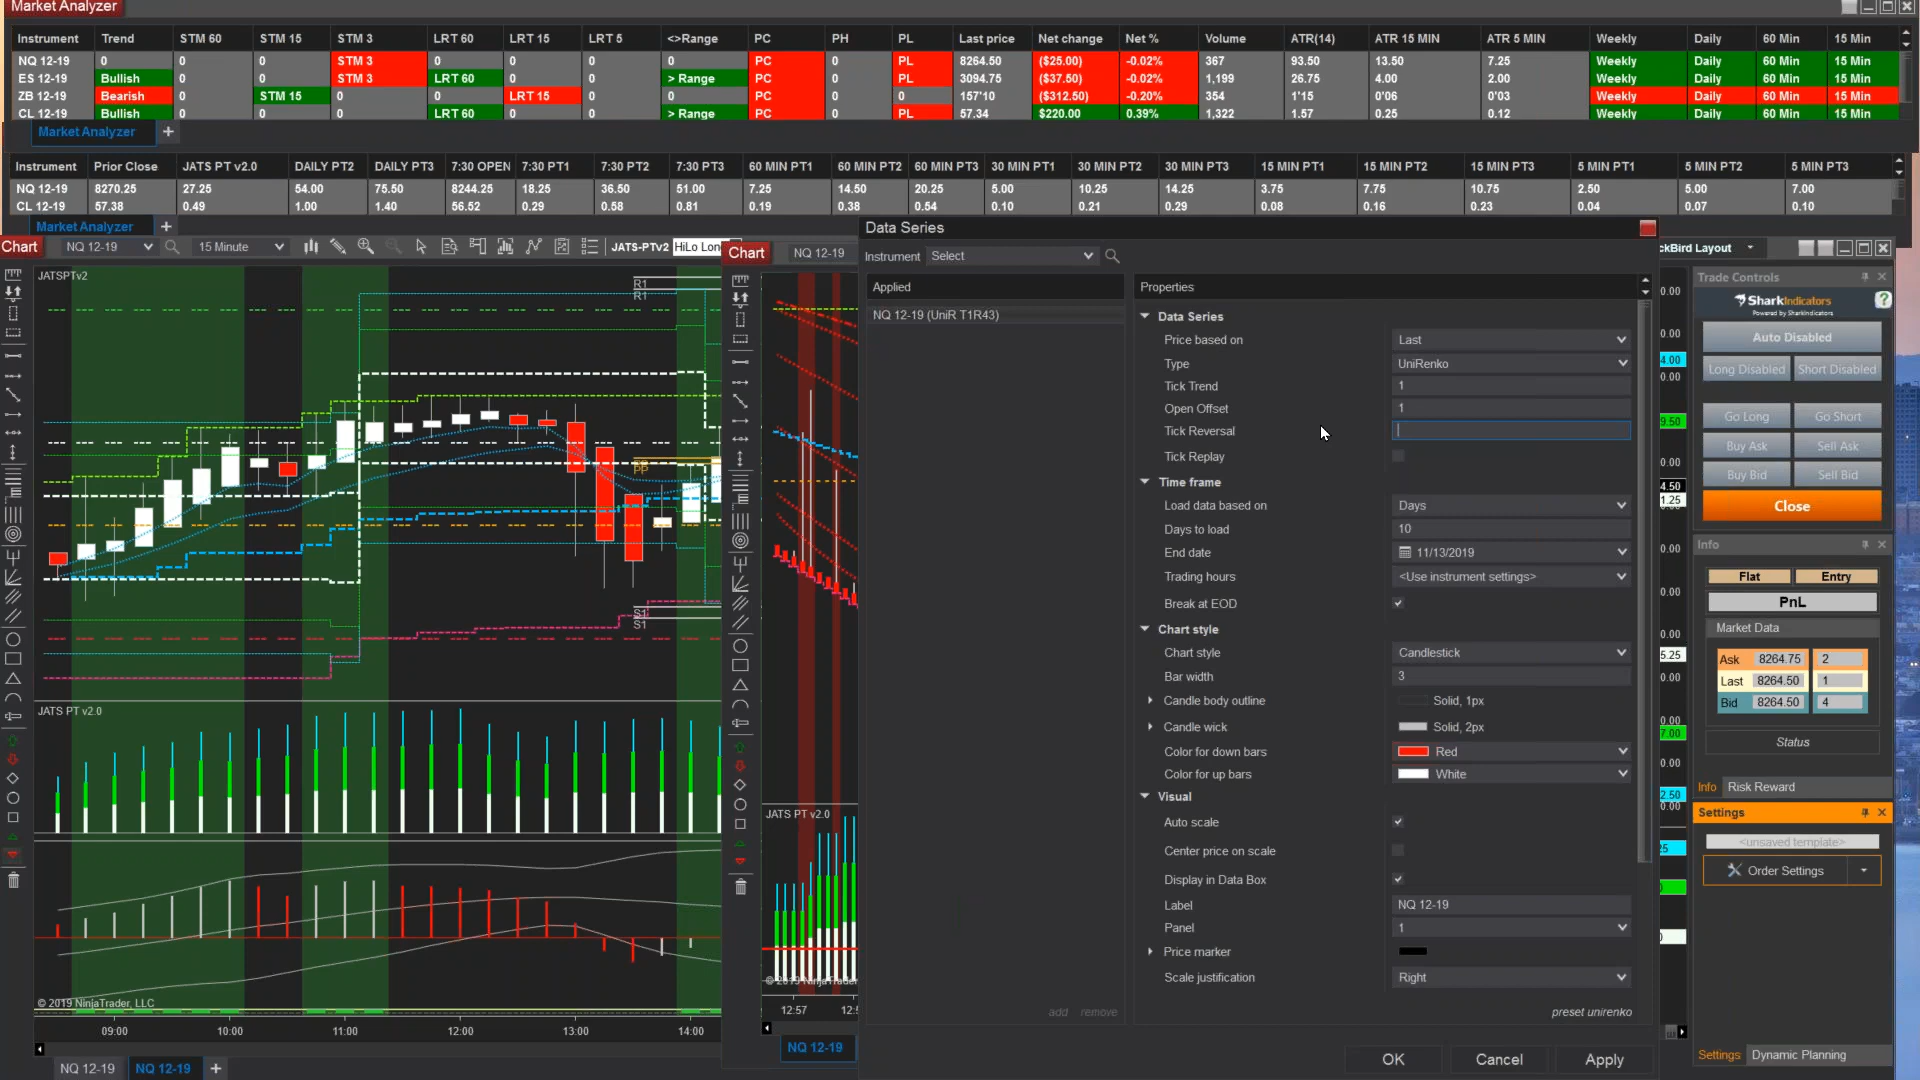 Market Analyzer
Instrument Trend STM 60 STM 15 STM 3 LRT 60 LRT 15 LRT 5 <>Range PC PH PL Last price Net change Net % Volume ATR(14) ATR 15 MIN ATR 5 MIN Weekly Daily 60 Min 15 Min
NQ 12-19 0 0 0 STM 3 0 0 0 0 PC 0 PL 8264.50 ($25.00) -0.02% 367 93.50 13.50 7.25 Weekly Daily 60 Min 15 Min
ES 12-19 Bullish 0 0 STM 3 LRT 60 0 0 > Range PC 0 PL 3094.75 ($37.50) -0.02% 1,199 26.75 4.00 2.00 Weekly Daily 60 Min 15 Min
ZB 12-19 Bearish 0 STM 15 0 0 LRT 15 0 0 PC 0 0 157'10 ($312.50) -0.20% 354 1'15 0'06 0'03 Weekly Daily 60 Min 15 Min
CL 12-19 Bullish 0 0 0 LRT 60 0 0 > Range PC 0 PL 57.34 $220.00 0.39% 1,322 1.57 0.25 0.12 Weekly Daily 60 Min 15 Min
Market Analyzer +
Instrument Prior Close JATS PT v2.0 DAILY PT2 DAILY PT3 7:30 OPEN 7:30 PT1 7:30 PT2 7:30 PT3 60 MIN PT1 60 MIN PT2 60 MIN PT3 30 MIN PT1 30 MIN PT2 30 MIN PT3 15 MIN PT1 15 MIN PT2 15 MIN PT3 5 MIN PT1 5 MIN PT2 5 MIN PT3
NQ 12-19 8270.25 27.25 54.00 75.50 8244.25 18.25 36.50 51.00 7.25 14.50 20.25 5.00 10.25 14.25 3.75 7.75 10.75 2.50 5.00 7.00
CL 12-19 57.38 0.49 1.00 1.40 56.52 0.29 0.58 0.81 0.19 0.38 0.54 0.10 0.21 0.29 0.08 0.16 0.23 0.04 0.07 0.10
Market Analyzer +
Chart NQ 12-19 15 Minute JATS-PTv2 HiLo Lon
JATSPTv2
R1
R1
PP
S1
S1
JATS PT v2.0
© 2019 NinjaTrader, LLC
09:00 10:00 11:00 12:00 13:00 14:00
NQ 12-19 NQ 12-19 +
Chart NQ 12-19
JATS PT v2.0
12:57
NQ 12-19
Data Series
Instrument Select
Applied
NQ 12-19 (UniR T1R43)
add remove
Properties
Data Series
Price based on Last
Type UniRenko
Tick Trend 1
Open Offset 1
Tick Reversal
Tick Replay
Time frame
Load data based on Days
Days to load 10
End date 11/13/2019
Trading hours <Use instrument settings>
Break at EOD
Chart style
Chart style Candlestick
Bar width 3
Candle body outline Solid, 1px
Candle wick Solid, 2px
Color for down bars Red
Color for up bars White
Visual
Auto scale
Center price on scale
Display in Data Box
Label NQ 12-19
Panel 1
Price marker
Scale justification Right
preset unirenko
OK Cancel Apply
ckBird Layout
Trade Controls
SharkIndicators
Powered by SharkIndicators
?
Auto Disabled
Long Disabled Short Disabled
Go Long Go Short
Buy Ask Sell Ask
Buy Bid Sell Bid
Close
Info
Flat Entry
PnL
Market Data
Ask 8264.75 2
Last 8264.50 1
Bid 8264.50 4
Status
Info Risk Reward
Settings
<unsaved template>
Order Settings
Settings Dynamic Planning